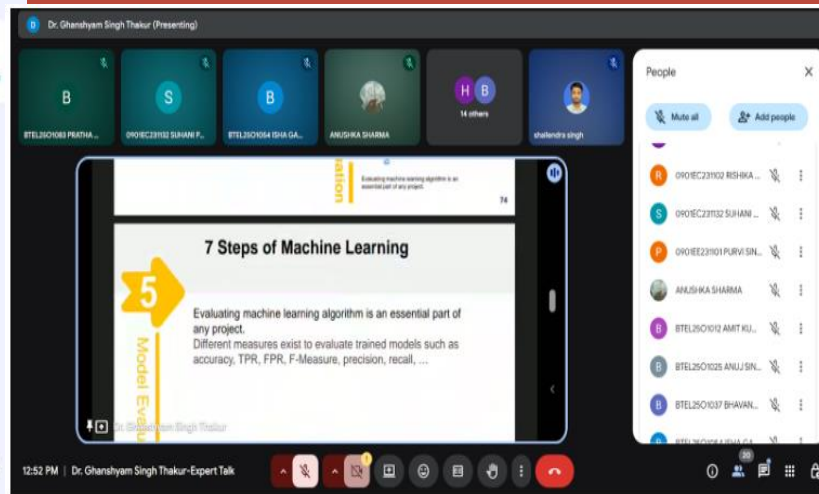 D Dr. Ghanshyam Singh Thakur (Presenting)
B
BTEL25O1083 PRATHA ...
S
0901EC231132 SUHANI P...
B
BTEL25O1064 ISHA GA...
ANUSHKA SHARMA
H B
14 others
shailendra singh
Evaluating machine learning algorithm is an
essential part of any project.
74
7 Steps of Machine Learning
5
Evaluating machine learning algorithm is an essential part of
any project.
Different measures exist to evaluate trained models such as
accuracy, TPR, FPR, F-Measure, precision, recall, ...
Model Evalu
Dr. Ghanshyam Singh Thakur
People
Mute all
Add people
R 0901EC231102 RISHIKA ...
S 0901EC231132 SUHANI ...
P 0901EE231101 PURVI SIN...
ANUSHKA SHARMA
B BTEL25O1012 AMIT KU...
B BTEL25O1025 ANUJ SIN...
B BTEL25O1037 BHAVAN...
12:52 PM | Dr. Ghanshyam Singh Thakur-Expert Talk
20